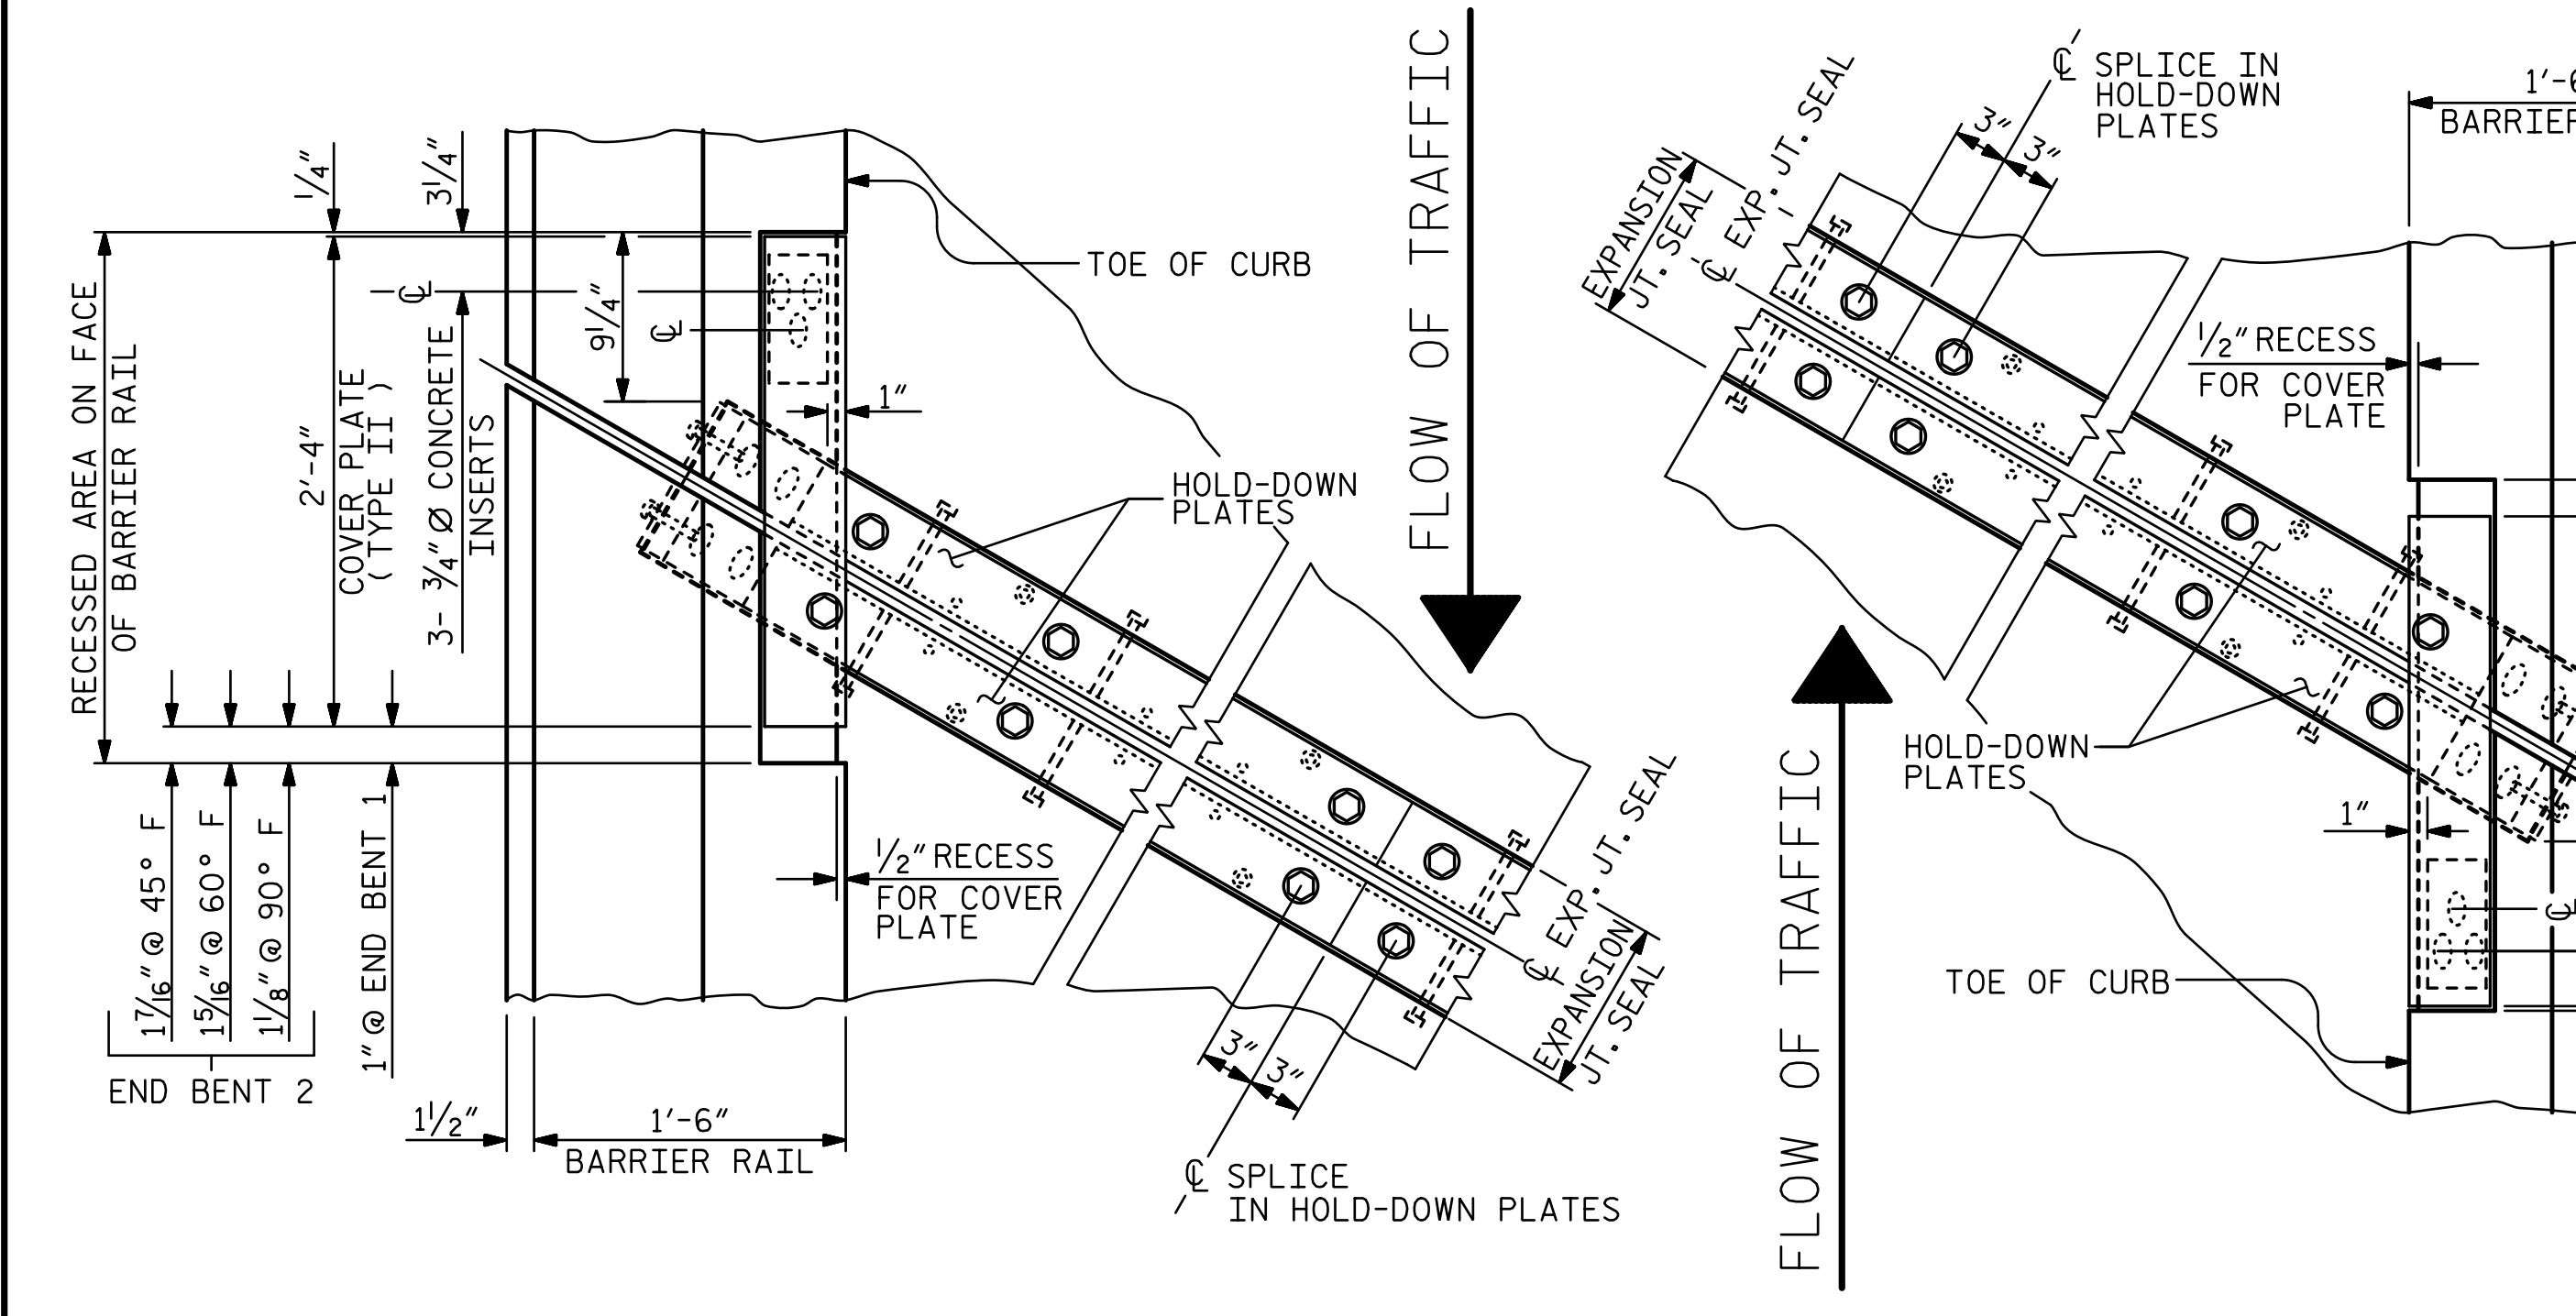 1/4"
3 1/4"
RECESSED AREA ON FACE
OF BARRIER RAIL
2'-4"
COVER PLATE
( TYPE II )
3- 3/4" Ø CONCRETE
INSERTS
℄
9 1/4"
℄
1"
TOE OF CURB
HOLD-DOWN
PLATES
1 7/16" @ 45° F
1 5/16" @ 60° F
1 1/8" @ 90° F
1" @ END BENT 1
END BENT 2
1 1/2"
1'-6"
BARRIER RAIL
1/2" RECESS
FOR COVER
PLATE
3"
3"
℄ SPLICE
IN HOLD-DOWN PLATES
℄ EXP. JT. SEAL
EXPANSION
JT. SEAL
FLOW OF TRAFFIC
FLOW OF TRAFFIC
EXPANSION
JT. SEAL
℄ EXP. JT. SEAL
3"
3"
℄ SPLICE IN
HOLD-DOWN
PLATES
1'-6
BARRIER
1/2" RECESS
FOR COVER
PLATE
HOLD-DOWN
PLATES
1"
℄
TOE OF CURB